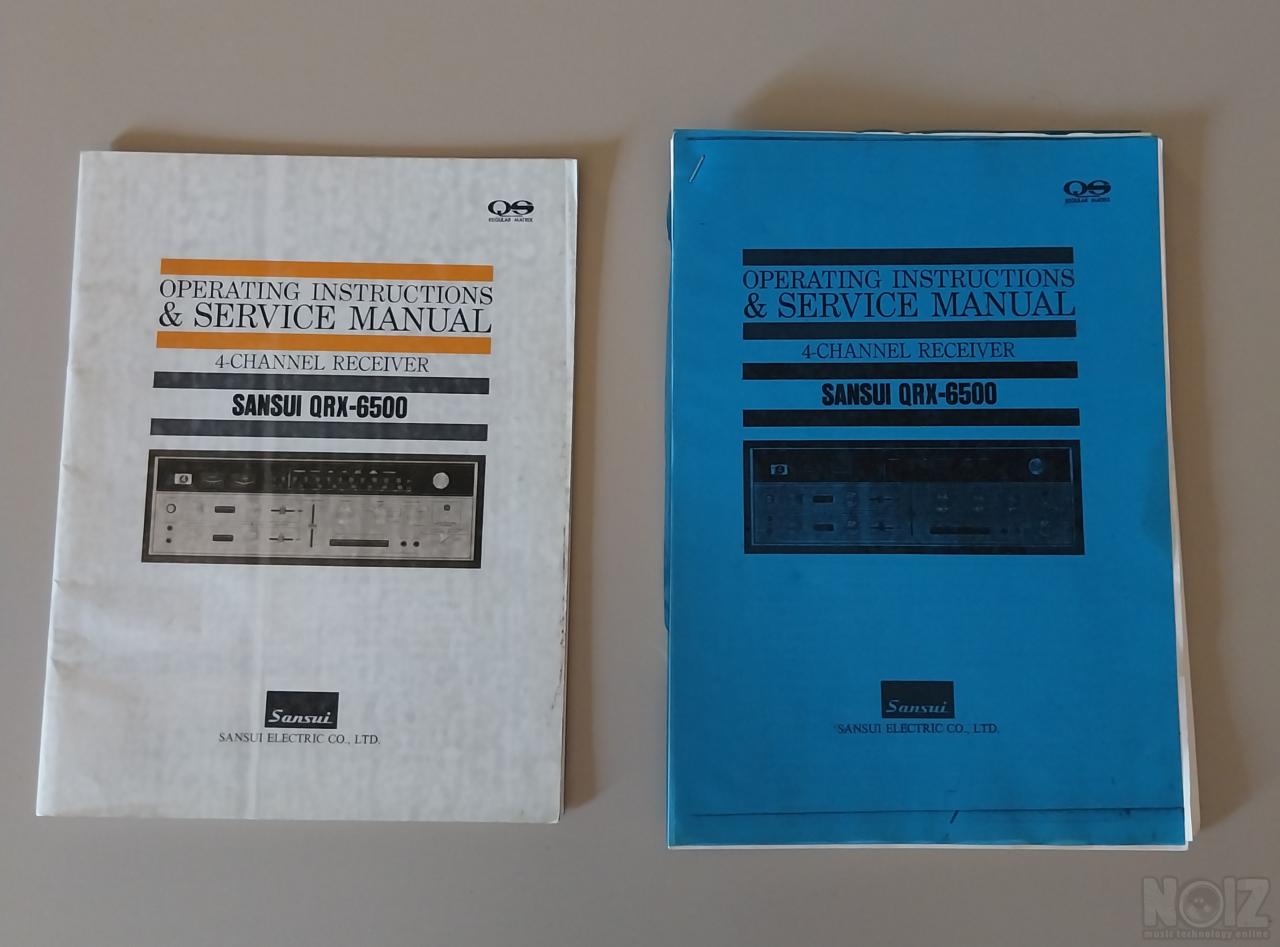 QS
REGULAR MATRIX
OPERATING INSTRUCTIONS
& SERVICE MANUAL
4-CHANNEL RECEIVER
SANSUI QRX-6500
4
Sansui
SANSUI ELECTRIC CO., LTD.
QS
REGULAR MATRIX
OPERATING INSTRUCTIONS
& SERVICE MANUAL
4-CHANNEL RECEIVER
SANSUI QRX-6500
Sansui
SANSUI ELECTRIC CO., LTD.
NOIZ
music technology online